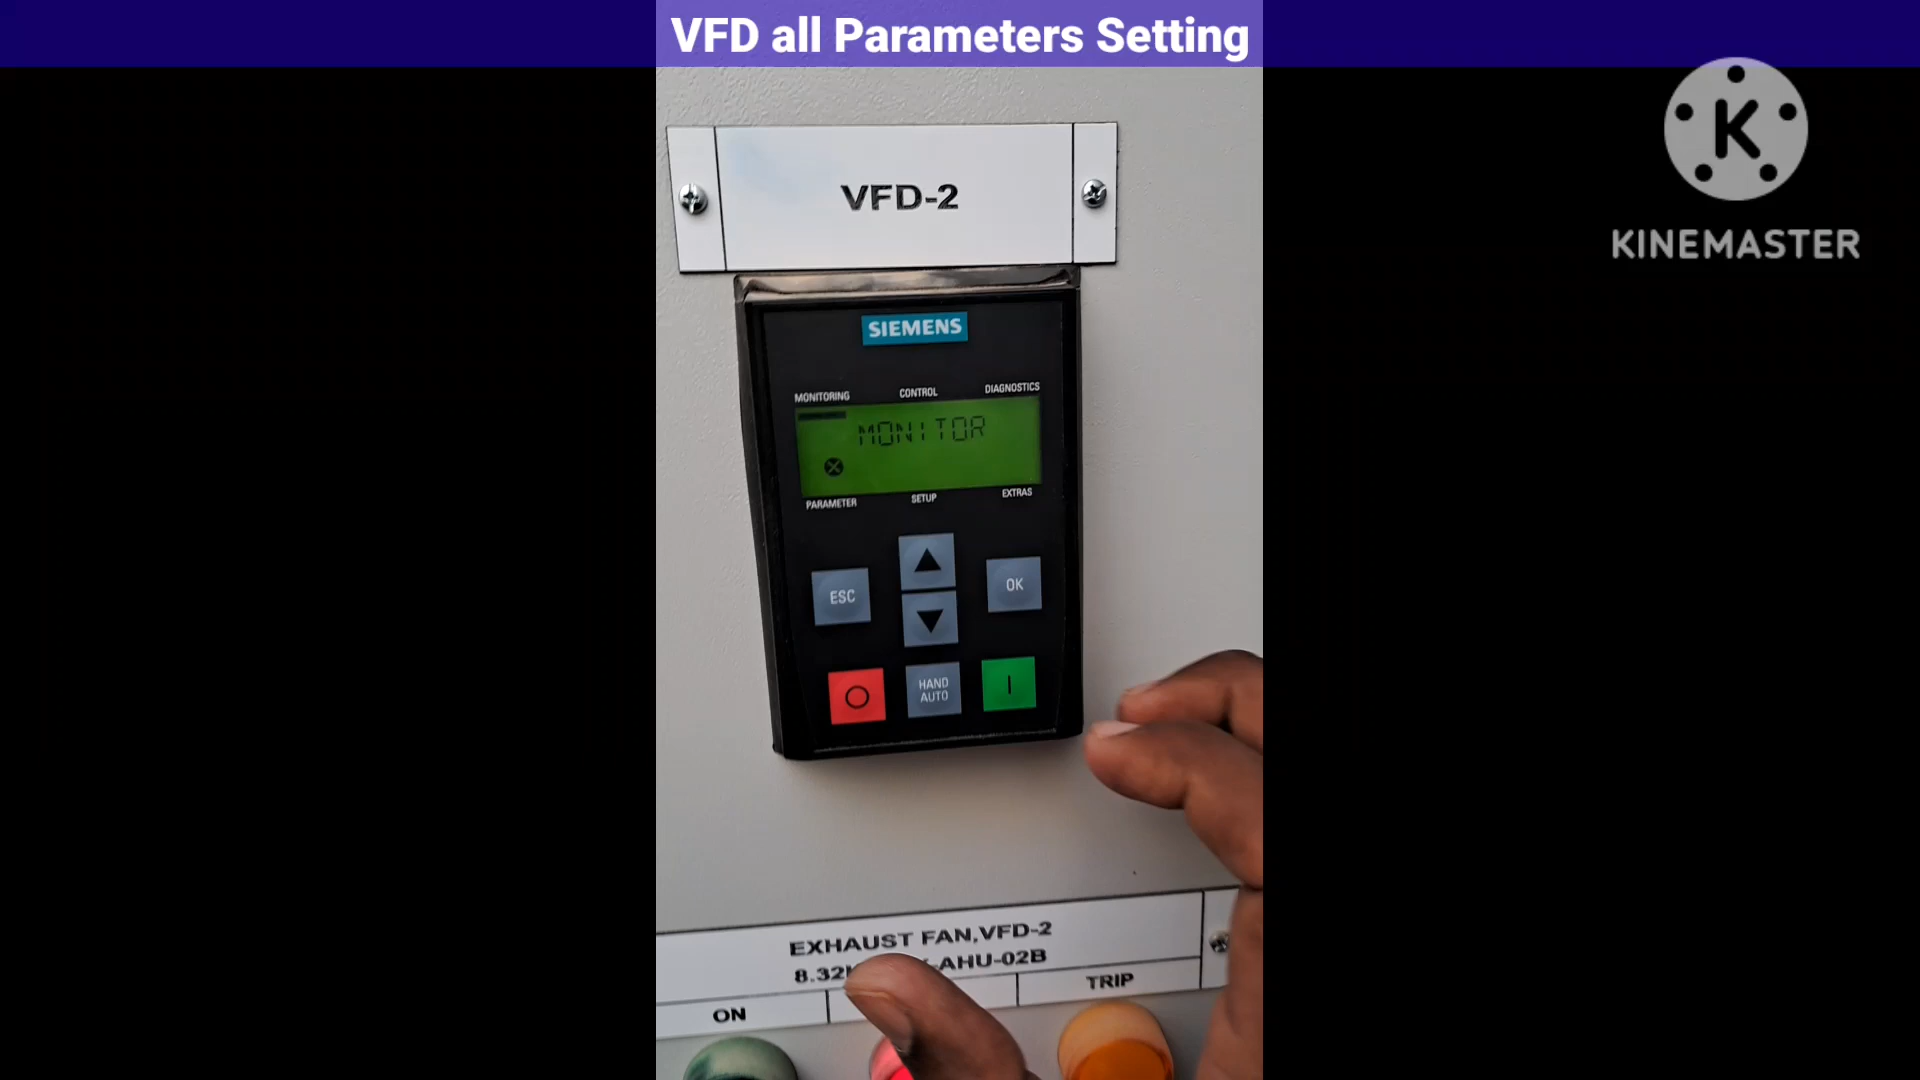 VFD all Parameters Setting
KINEMASTER
VFD-2
SIEMENS
MONITORING CONTROL DIAGNOSTICS
MONITOR
PARAMETER SETUP EXTRAS
ESC
OK
HAND
AUTO
EXHAUST FAN,VFD-2
AHU-02B
ON
TRIP